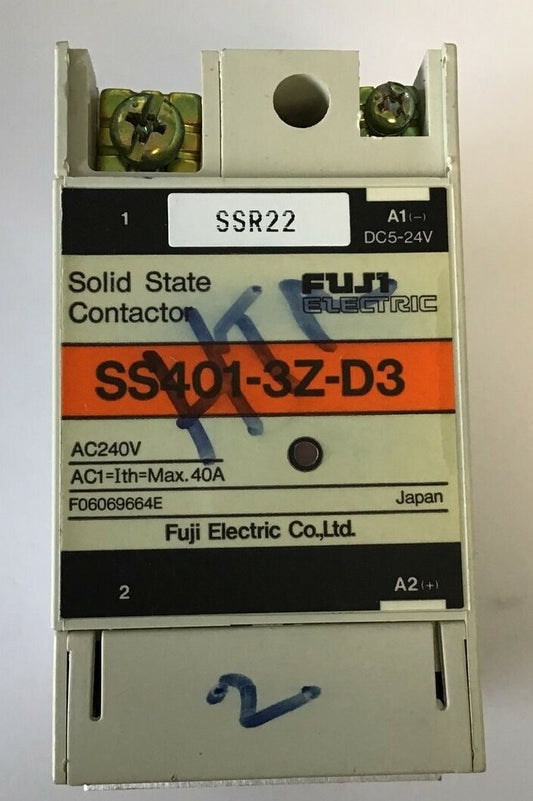 1
SSR22
A1(-)
DC5-24V
Solid State
Contactor
FUJI
ELECTRIC
SS401-3Z-D3
AC240V
AC1=Ith=Max.40A
F06069664E
Japan
Fuji Electric Co.,Ltd.
2
A2(+)
2